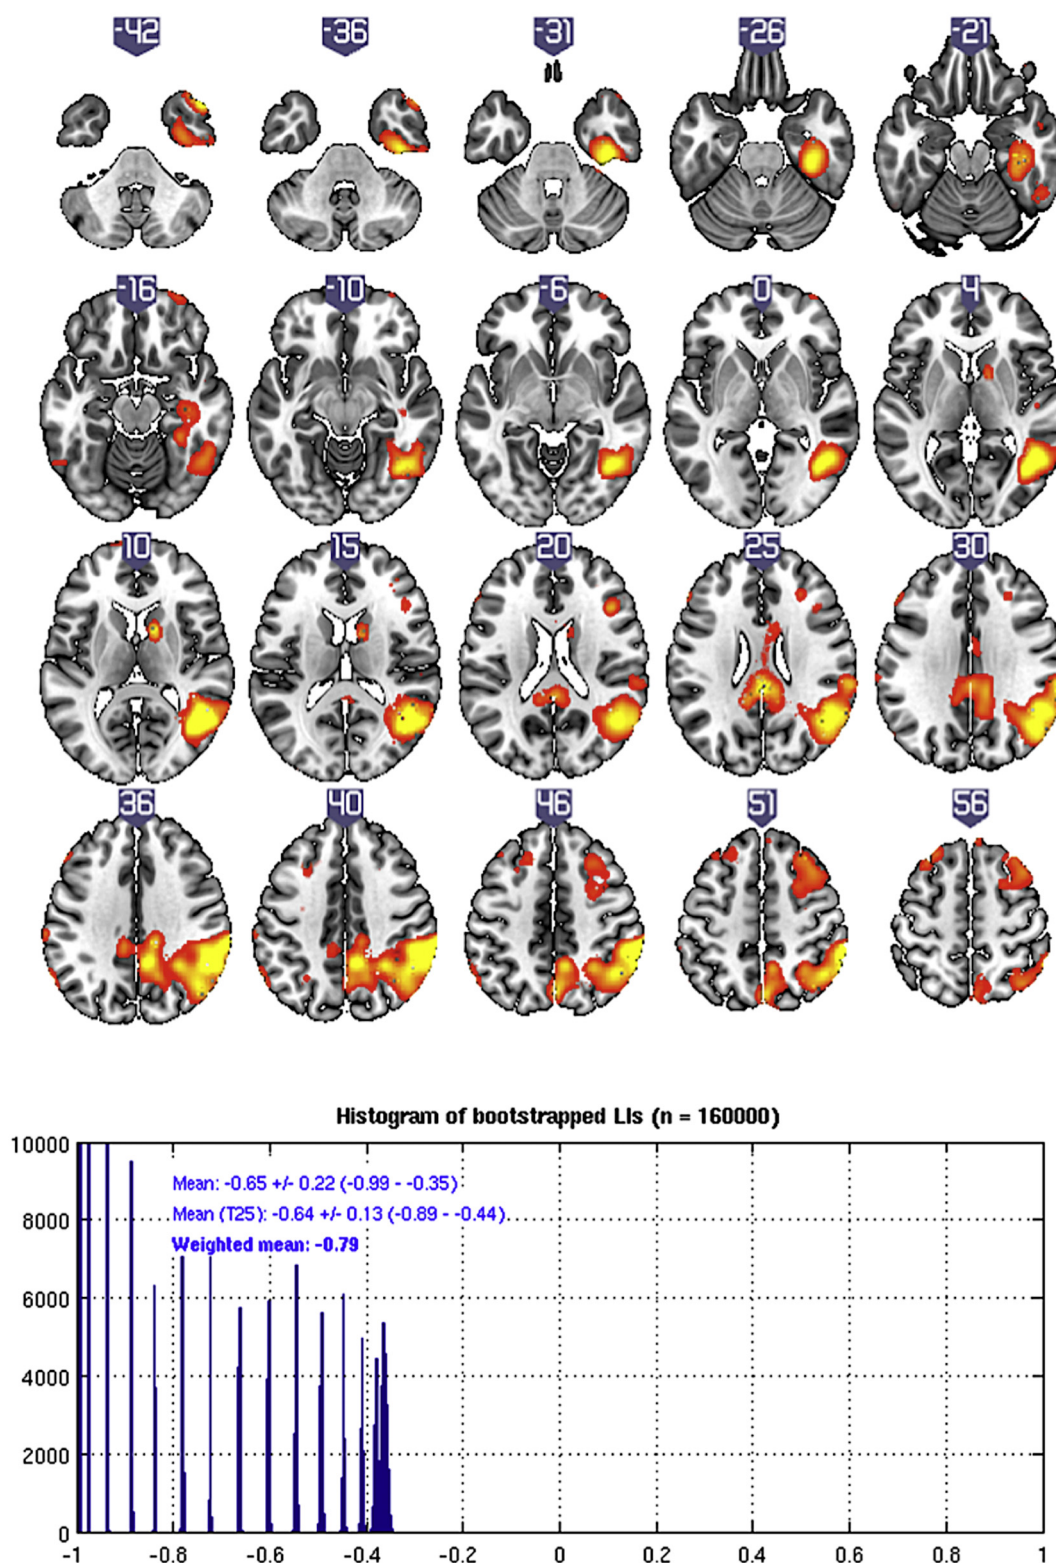 -42 -36 -31 -26 -21
-16 -10 -6 0 4
10 15 20 25 30
36 40 46 51 56
Histogram of bootstrapped LIs (n = 160000)
10000
Mean: -0.65 +/- 0.22 (-0.99 - -0.35)
8000
Mean (T25): -0.64 +/- 0.13 (-0.89 - -0.44)
Weighted mean: -0.79
6000
4000
2000
0
-1 -0.8 -0.6 -0.4 -0.2 0 0.2 0.4 0.6 0.8 1